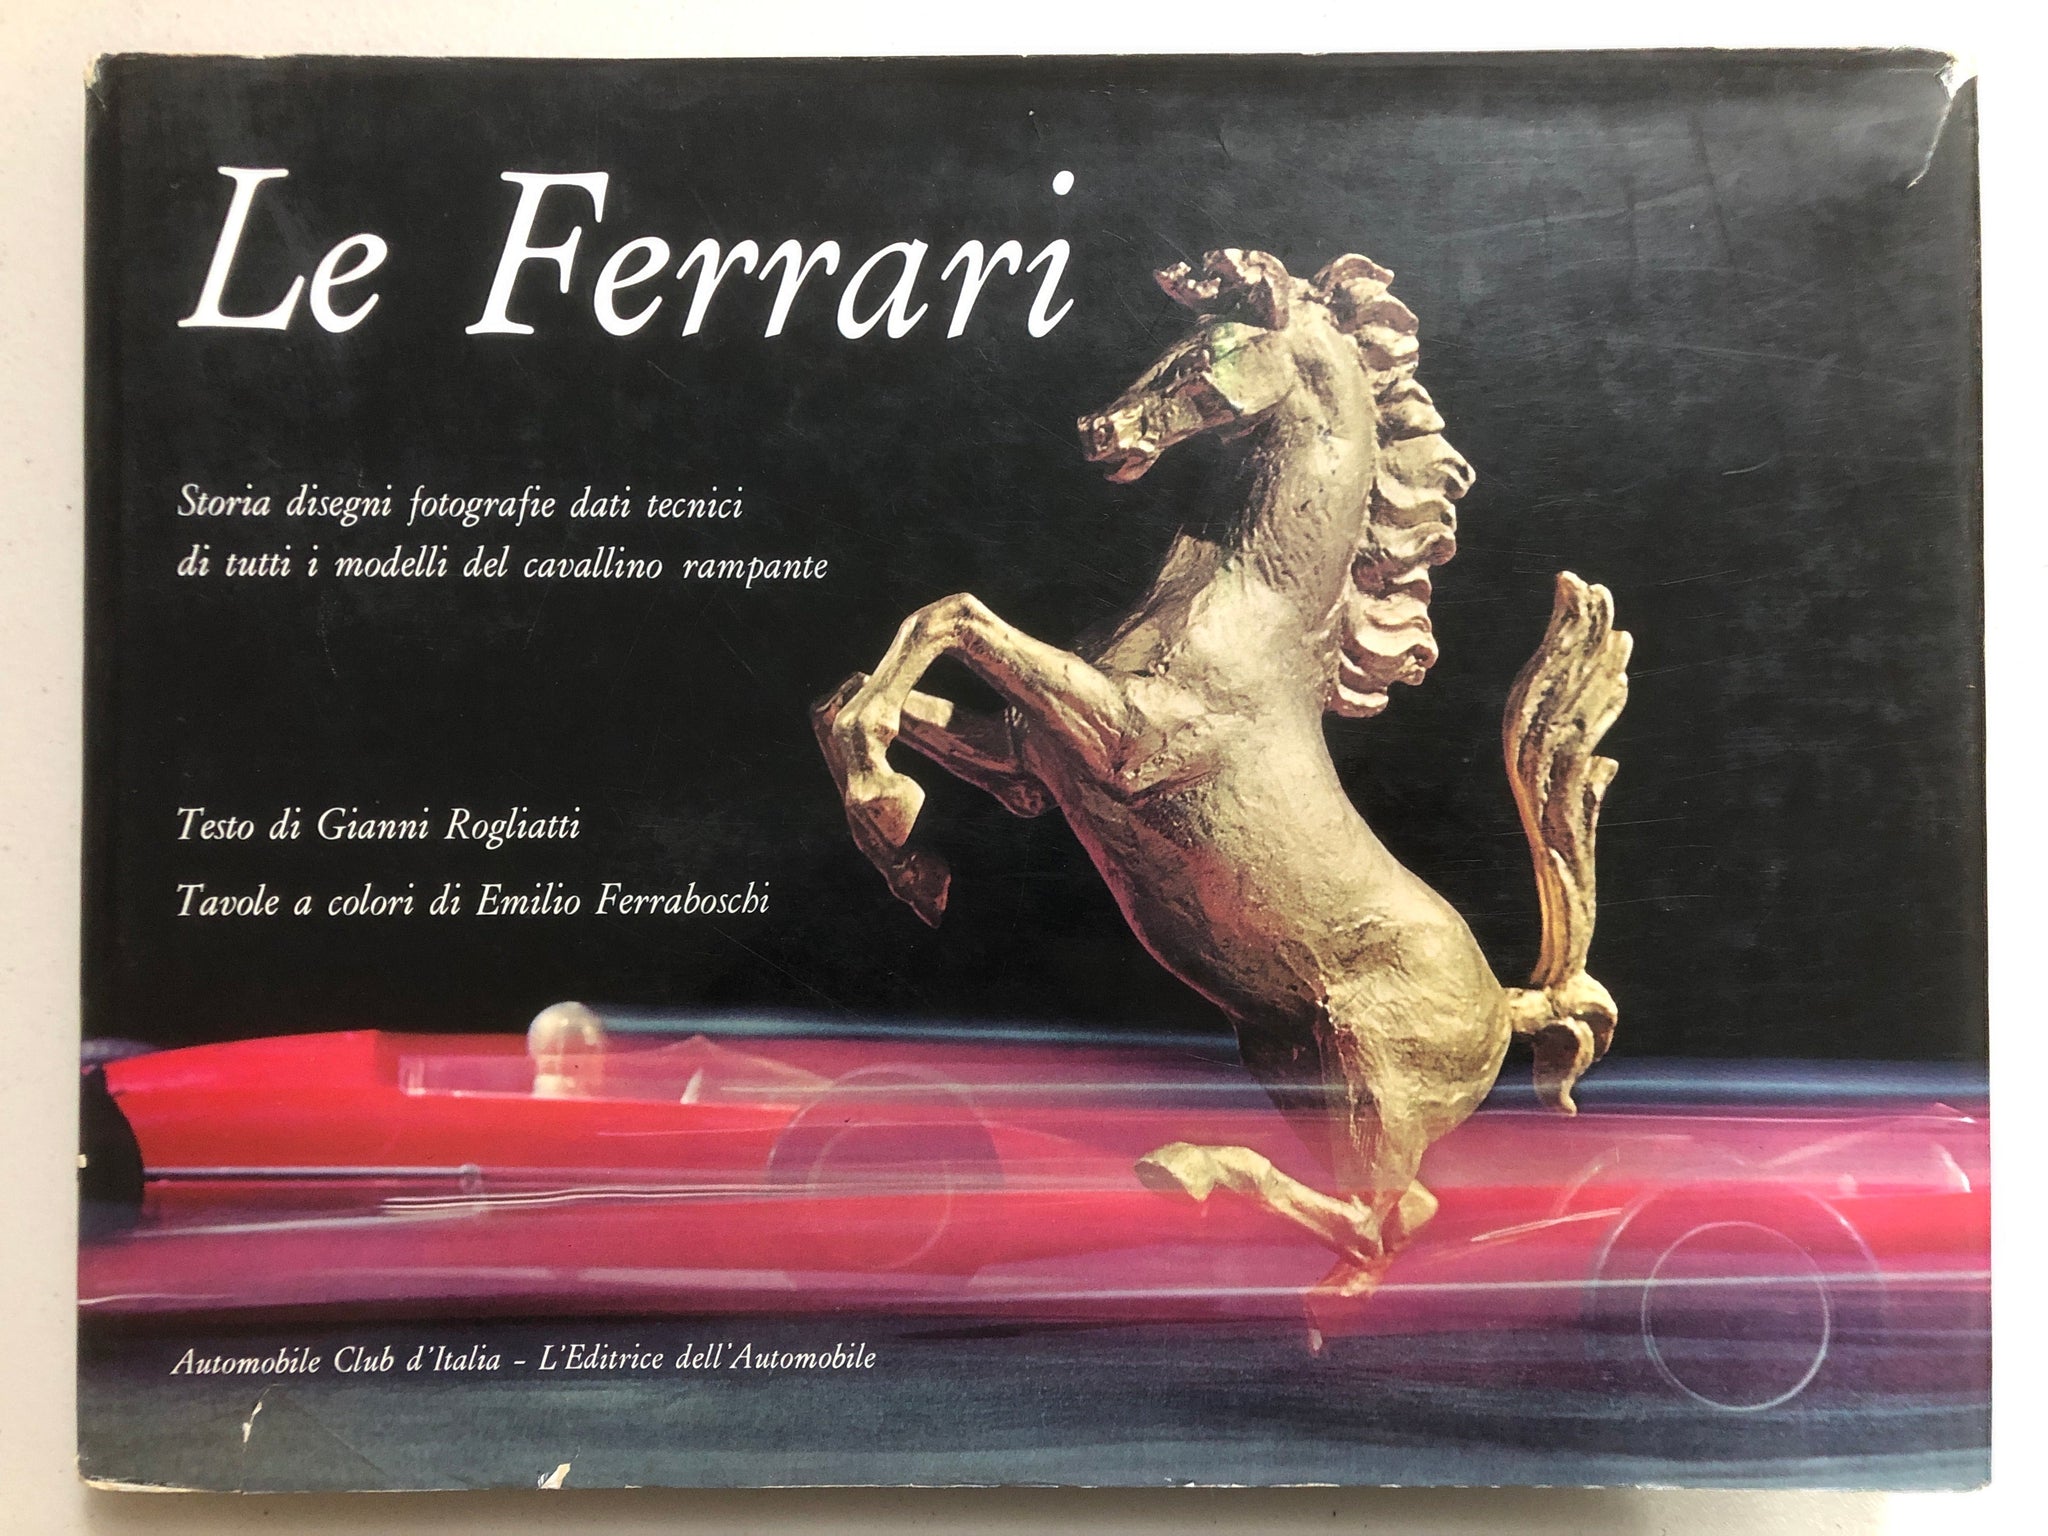 Le Ferrari
Storia disegni fotografie dati tecnici
di tutti i modelli del cavallino rampante
Testo di Gianni Rogliatti
Tavole a colori di Emilio Ferraboschi
Automobile Club d'Italia - L'Editrice dell'Automobile